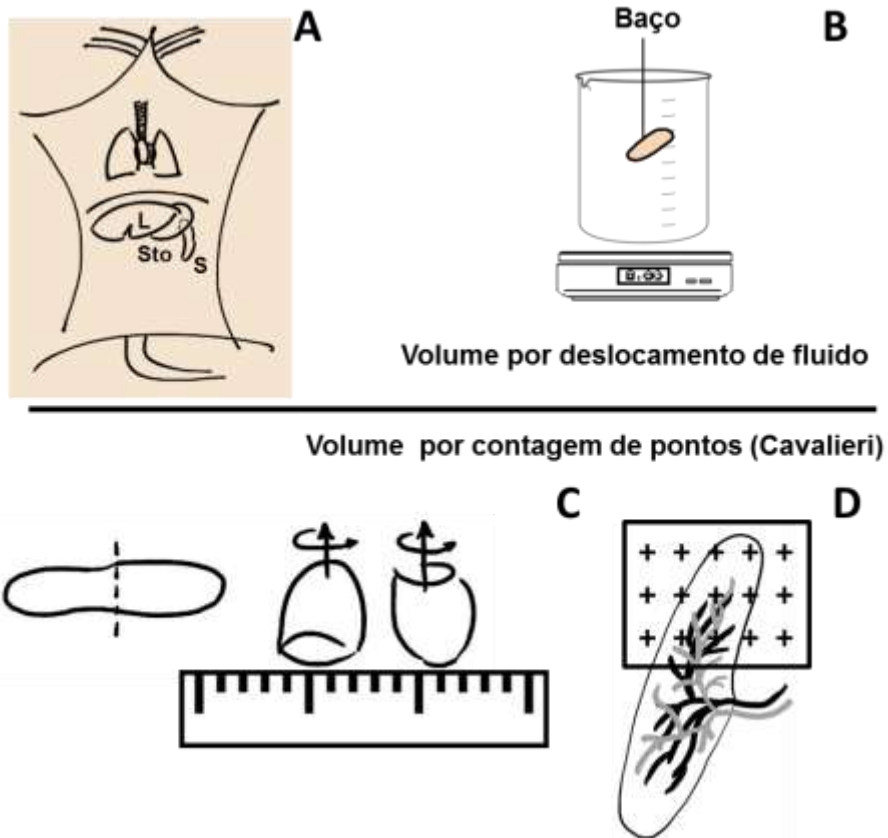 A
L
Sto
S
Baço
B
Volume por deslocamento de fluido
Volume  por contagem de pontos (Cavalieri)
C
D